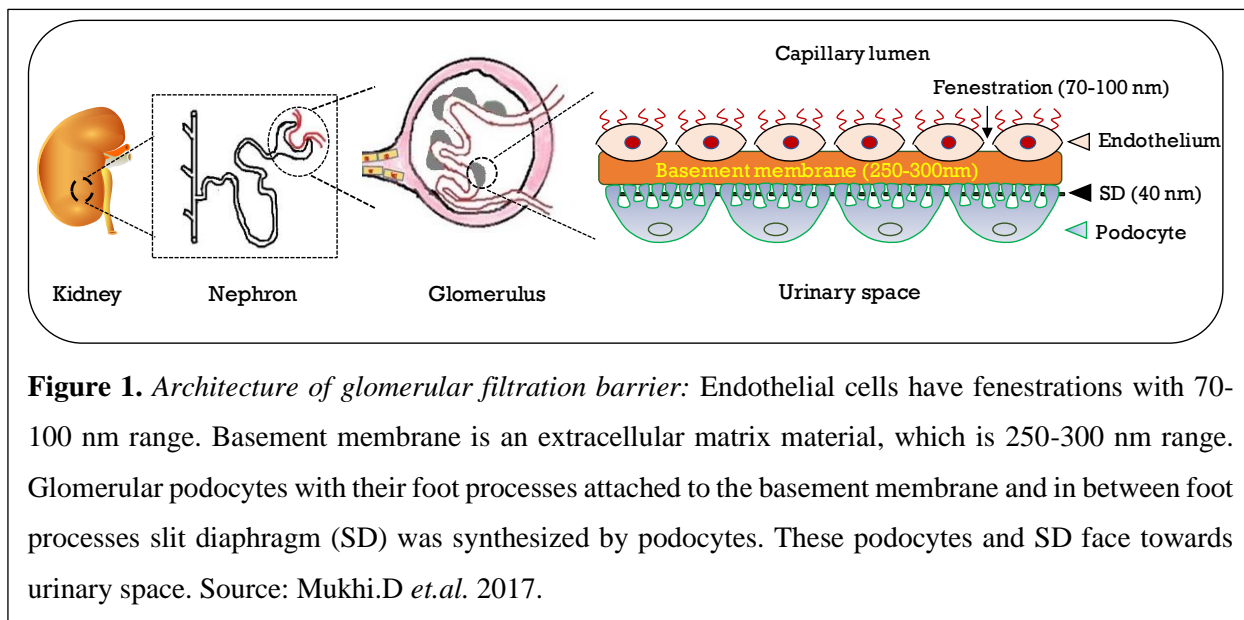 Capillary lumen
Fenestration (70-100 nm)
Endothelium
Basement membrane (250-300nm)
SD (40 nm)
Podocyte
Kidney
Nephron
Glomerulus
Urinary space
Figure 1. Architecture of glomerular filtration barrier: Endothelial cells have fenestrations with 70-
100 nm range. Basement membrane is an extracellular matrix material, which is 250-300 nm range.
Glomerular podocytes with their foot processes attached to the basement membrane and in between foot
processes slit diaphragm (SD) was synthesized by podocytes. These podocytes and SD face towards
urinary space. Source: Mukhi.D et.al. 2017.